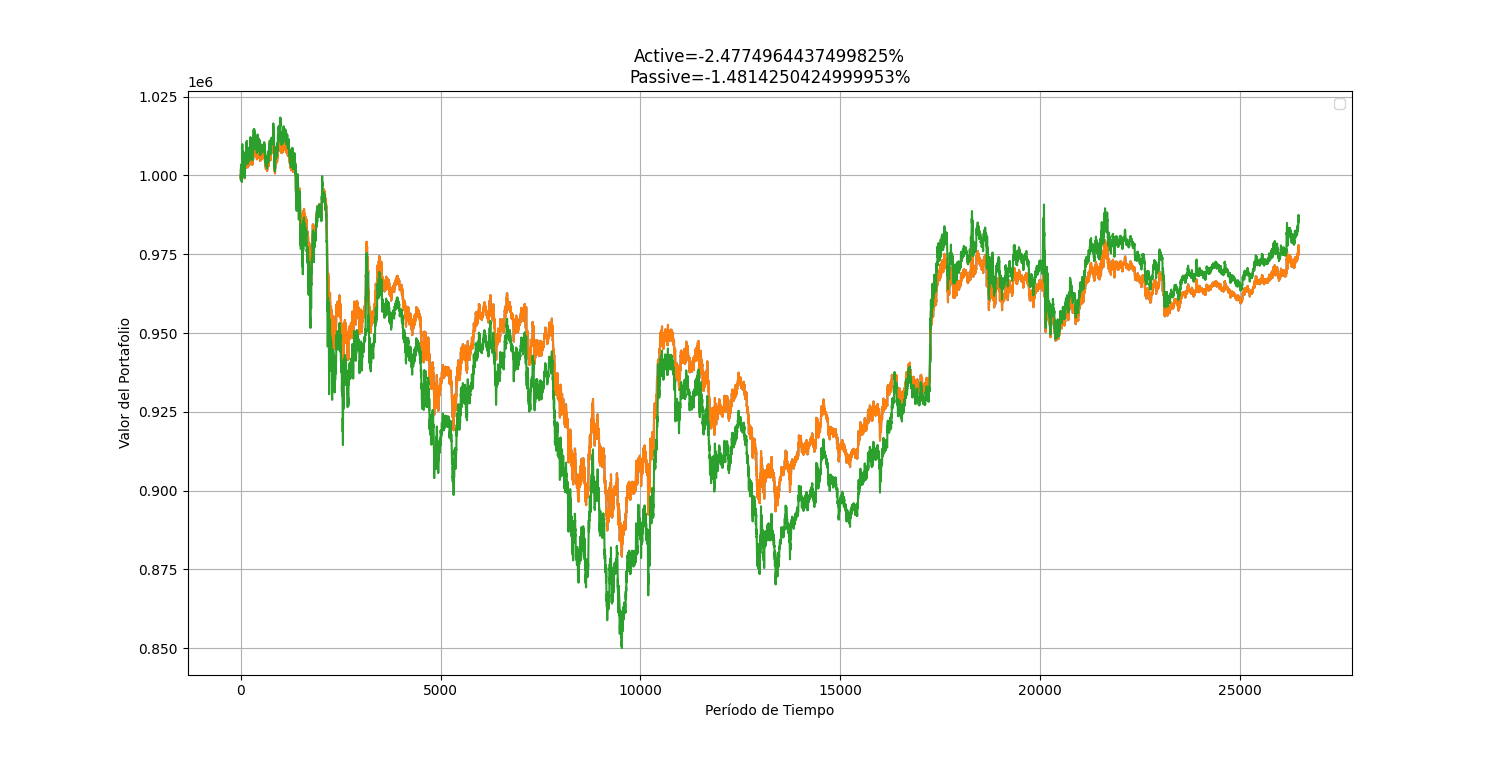 Active=-2.4774964437499825%
Passive=-1.4814250424999953%
1e6
1.025
1.000
0.975
0.950
0.925
0.900
0.875
0.850
Valor del Portafolio
0
5000
10000
15000
20000
25000
Período de Tiempo